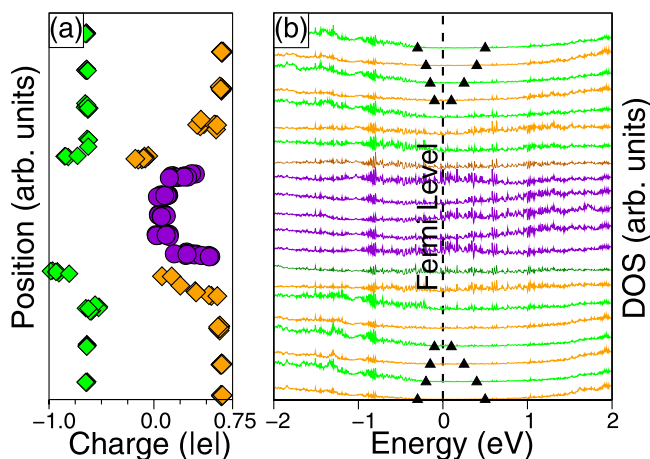 (a)
(b)
Position (arb. units)
Fermi Level
DOS (arb. units)
−1.0 0.0 0.75
−2 −1 0 1 2
Charge (|e|)
Energy (eV)